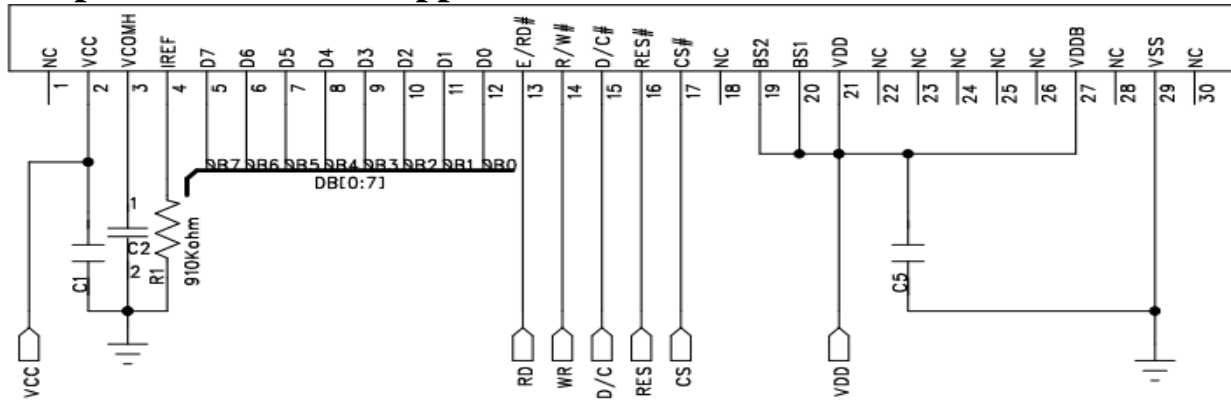 NC VCC VCOMH IREF D7 D6 D5 D4 D3 D2 D1 D0 E/RD# R/W# D/C# RES# CS# NC BS2 BS1 VDD NC NC NC NC NC VDDB NC VSS NC
1 2 3 4 5 6 7 8 9 10 11 12 13 14 15 16 17 18 19 20 21 22 23 24 25 26 27 28 29 30
DB7 DB6 DB5 DB4 DB3 DB2 DB1 DB0
DB[0:7]
1
C2
2
C1
R1
910Kohm
C5
VCC
RD WR D/C RES CS VDD